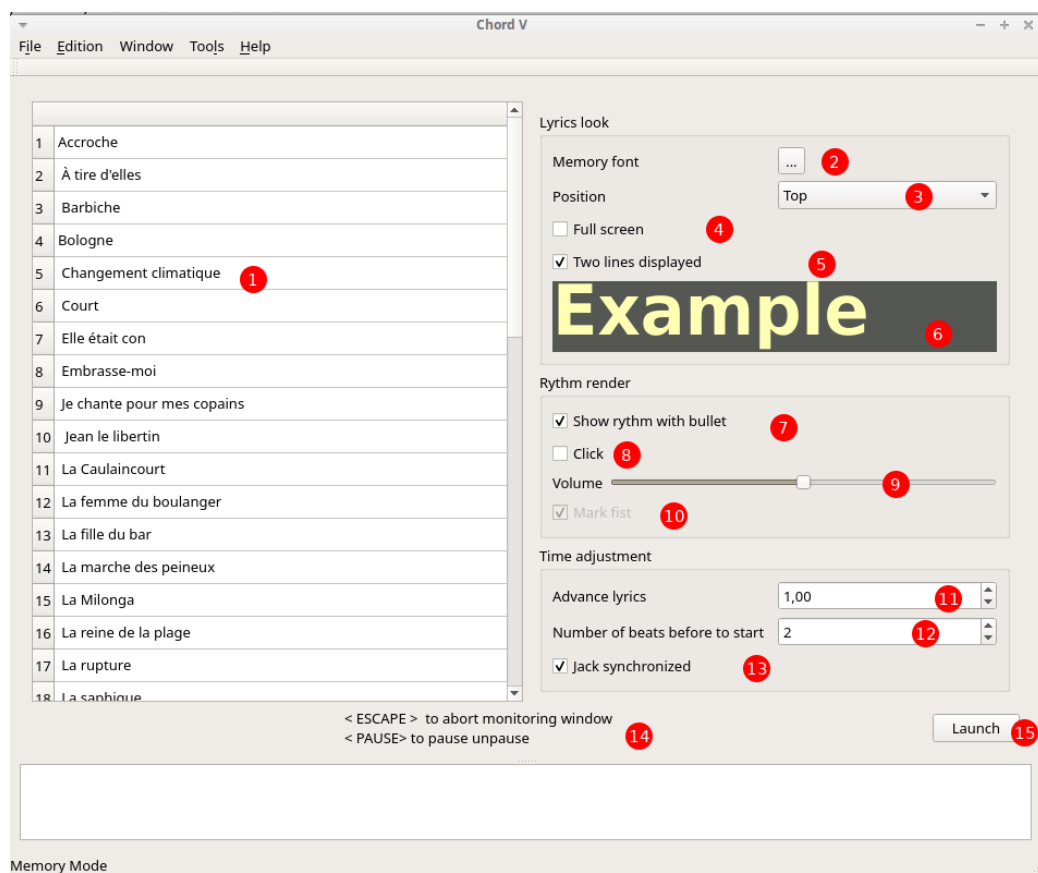 Chord V
File Edition Window Tools Help
1 Accroche
2 À tire d'elles
3 Barbiche
4 Bologne
5 Changement climatique 1
6 Court
7 Elle était con
8 Embrasse-moi
9 Je chante pour mes copains
10 Jean le libertin
11 La Caulaincourt
12 La femme du boulanger
13 La fille du bar
14 La marche des peineux
15 La Milonga
16 La reine de la plage
17 La rupture
18 La saphique
Lyrics look
Memory font ... 2
Position Top 3
Full screen 4
Two lines displayed 5
Example 6
Rythm render
Show rythm with bullet 7
Click 8
Volume 9
Mark fist 10
Time adjustment
Advance lyrics 1,00 11
Number of beats before to start 2 12
Jack synchronized 13
< ESCAPE > to abort monitoring window
< PAUSE> to pause unpause 14
Launch 15
Memory Mode